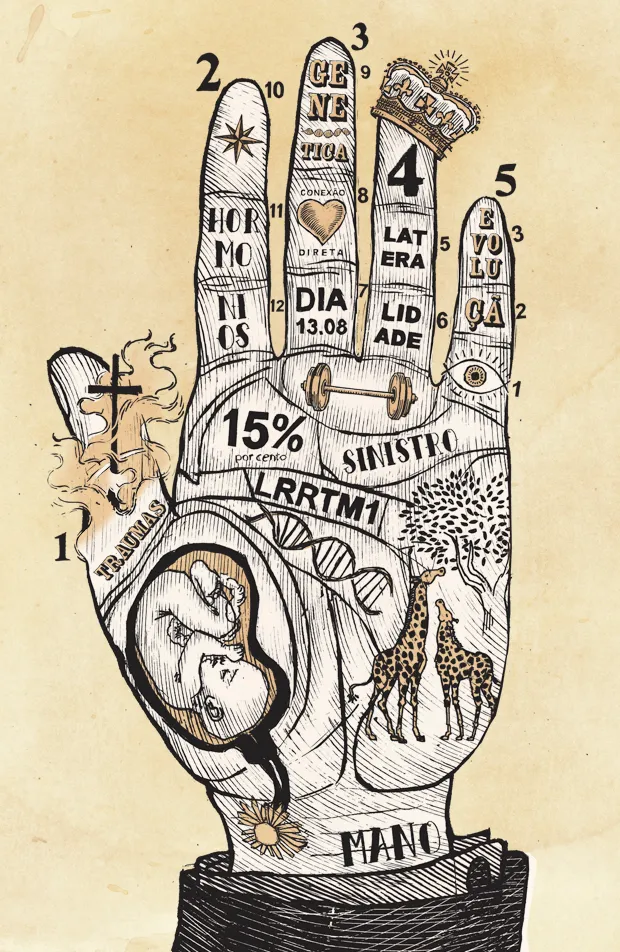 2
10
HOR
MO
11
NI
OS
12
3
9
GE
NE
TICA
CONEXÃO
8
DIRETA
7
DIA
13.08
4
LAT
ERA
5
LID
ADE
6
5
E
VO
LU
3
ÇÃ
2
1
15%
por cento
SINISTRO
LRRTM1
1
TRAUMAS
MANO